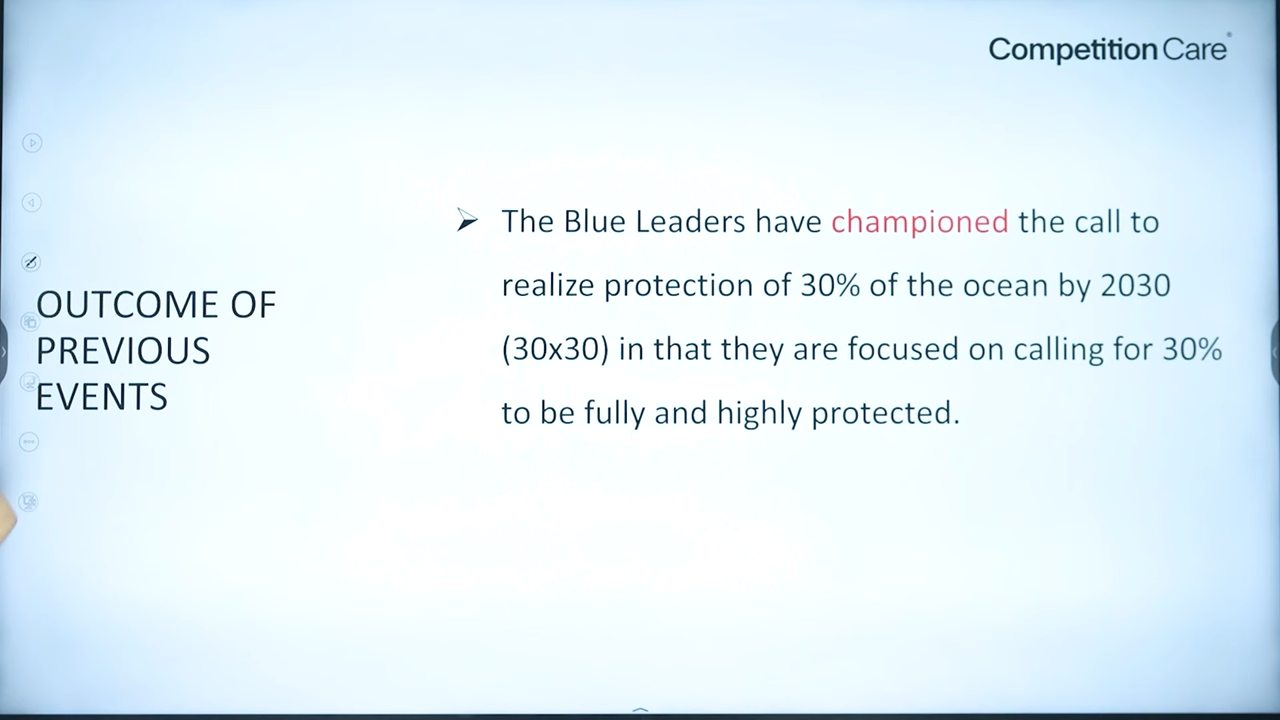 Competition Care
OUTCOME OF
PREVIOUS
EVENTS
➢ The Blue Leaders have championed the call to
realize protection of 30% of the ocean by 2030
(30x30) in that they are focused on calling for 30%
to be fully and highly protected.